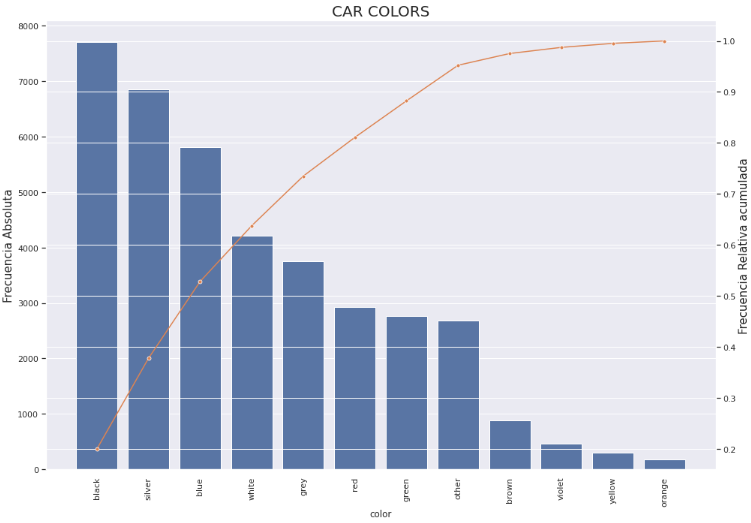 CAR COLORS
8000
7000
6000
5000
4000
3000
2000
1000
0
Frecuencia Absoluta
1.0
0.9
0.8
0.7
0.6
0.5
0.4
0.3
0.2
Frecuencia Relativa acumulada
black
silver
blue
white
grey
red
green
other
brown
violet
yellow
orange
color